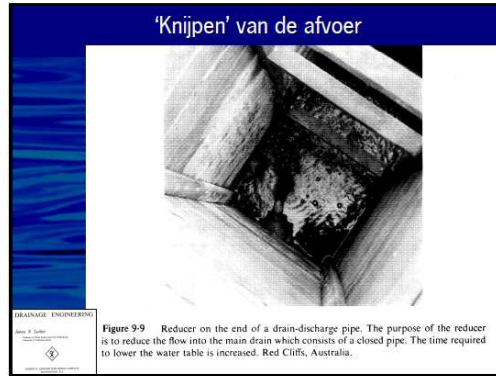 ‘Knijpen’ van de afvoer
DRAINAGE ENGINEERING
Figure 9-9 Reducer on the end of a drain-discharge pipe. The purpose of the reducer
is to reduce the flow into the main drain which consists of a closed pipe. The time required
to lower the water table is increased. Red Cliffs, Australia.